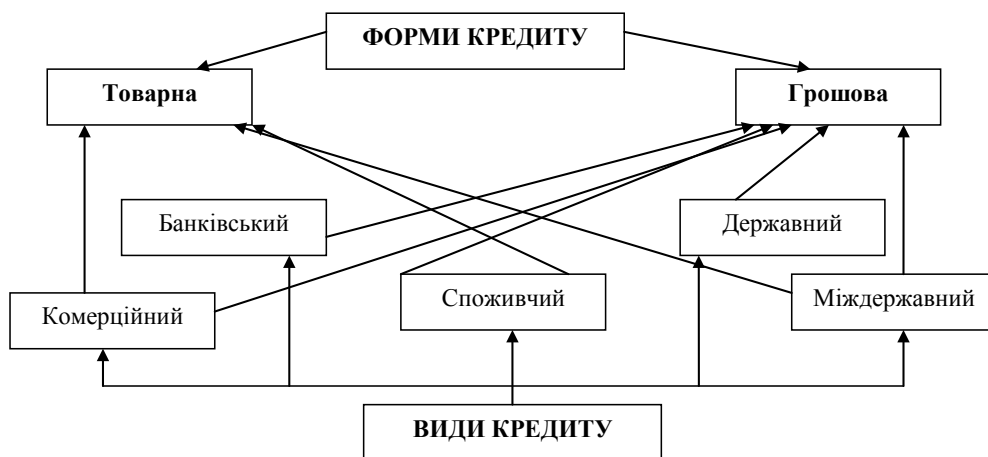 ФОРМИ КРЕДИТУ
Товарна
Грошова
Банківський
Державний
Комерційний
Споживчий
Міждержавний
ВИДИ КРЕДИТУ